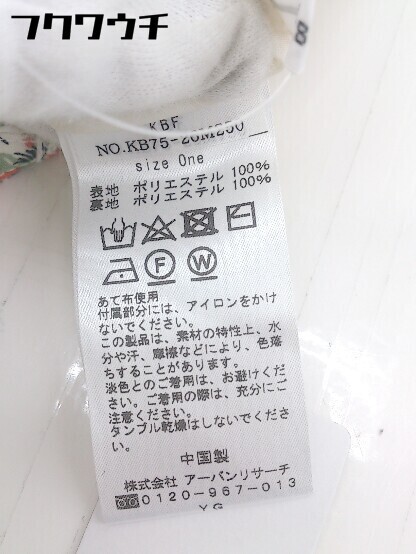 フクワウチ
8
KBF
NO.KB75-26M250
size One
表地 ポリエステル 100%
裏地 ポリエステル 100%
F W
あて布使用
付属部分には、アイロンをかけ
ないでください。
この製品は、素材の特性上、水
分や汗、摩擦などにより、色落
ちすることがあります。
淡色とのご着用は、お避けくだ
さい。ご着用の際は、充分にご
注意ください。
タンブル乾燥はしないでくださ
い。
中国製
株式会社 アーバンリサーチ
0120-967-013
YG